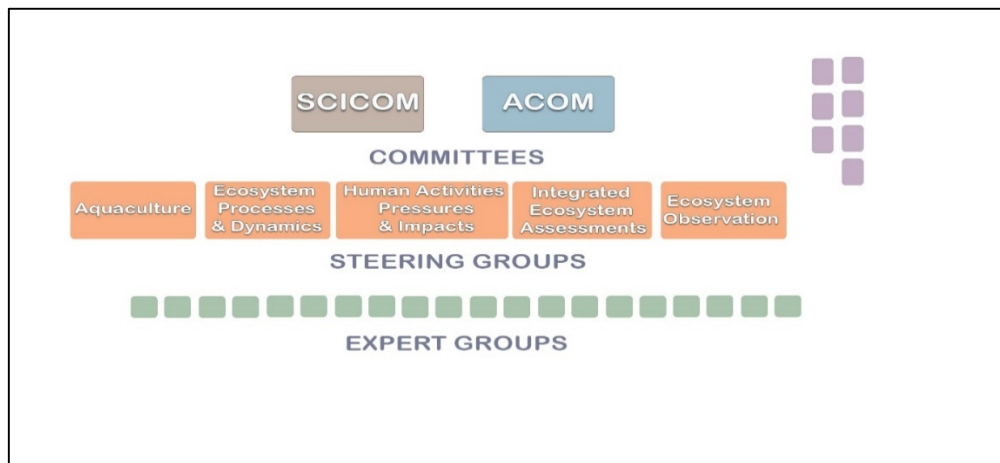 SCICOM
ACOM
COMMITTEES
Aquaculture
Ecosystem
Processes
& Dynamics
Human Activities
Pressures
& Impacts
Integrated
Ecosystem
Assessments
Ecosystem
Observation
STEERING GROUPS
EXPERT GROUPS